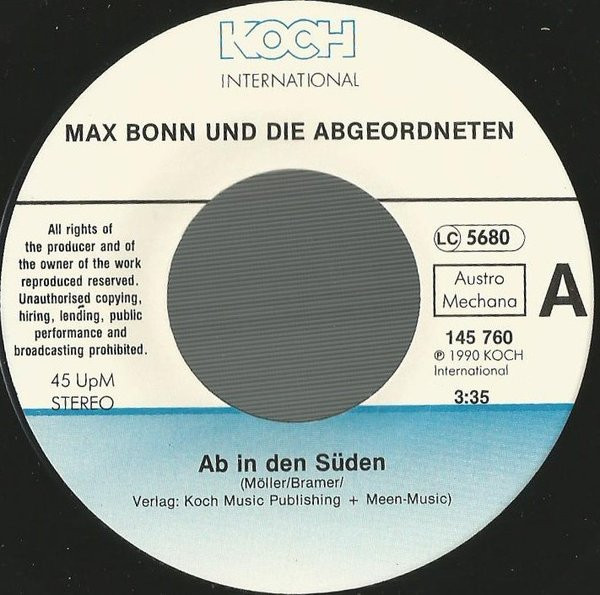 KOCH
INTERNATIONAL
MAX BONN UND DIE ABGEORDNETEN
All rights of
the producer and of
the owner of the work
reproduced reserved.
Unauthorised copying,
hiring, lending, public
performance and
broadcasting prohibited.
45 UpM
STEREO
LC 5680
Austro
Mechana
A
145 760
℗ 1990 KOCH
International
3:35
Ab in den Süden
(Möller/Bramer/
Verlag: Koch Music Publishing + Meen-Music)